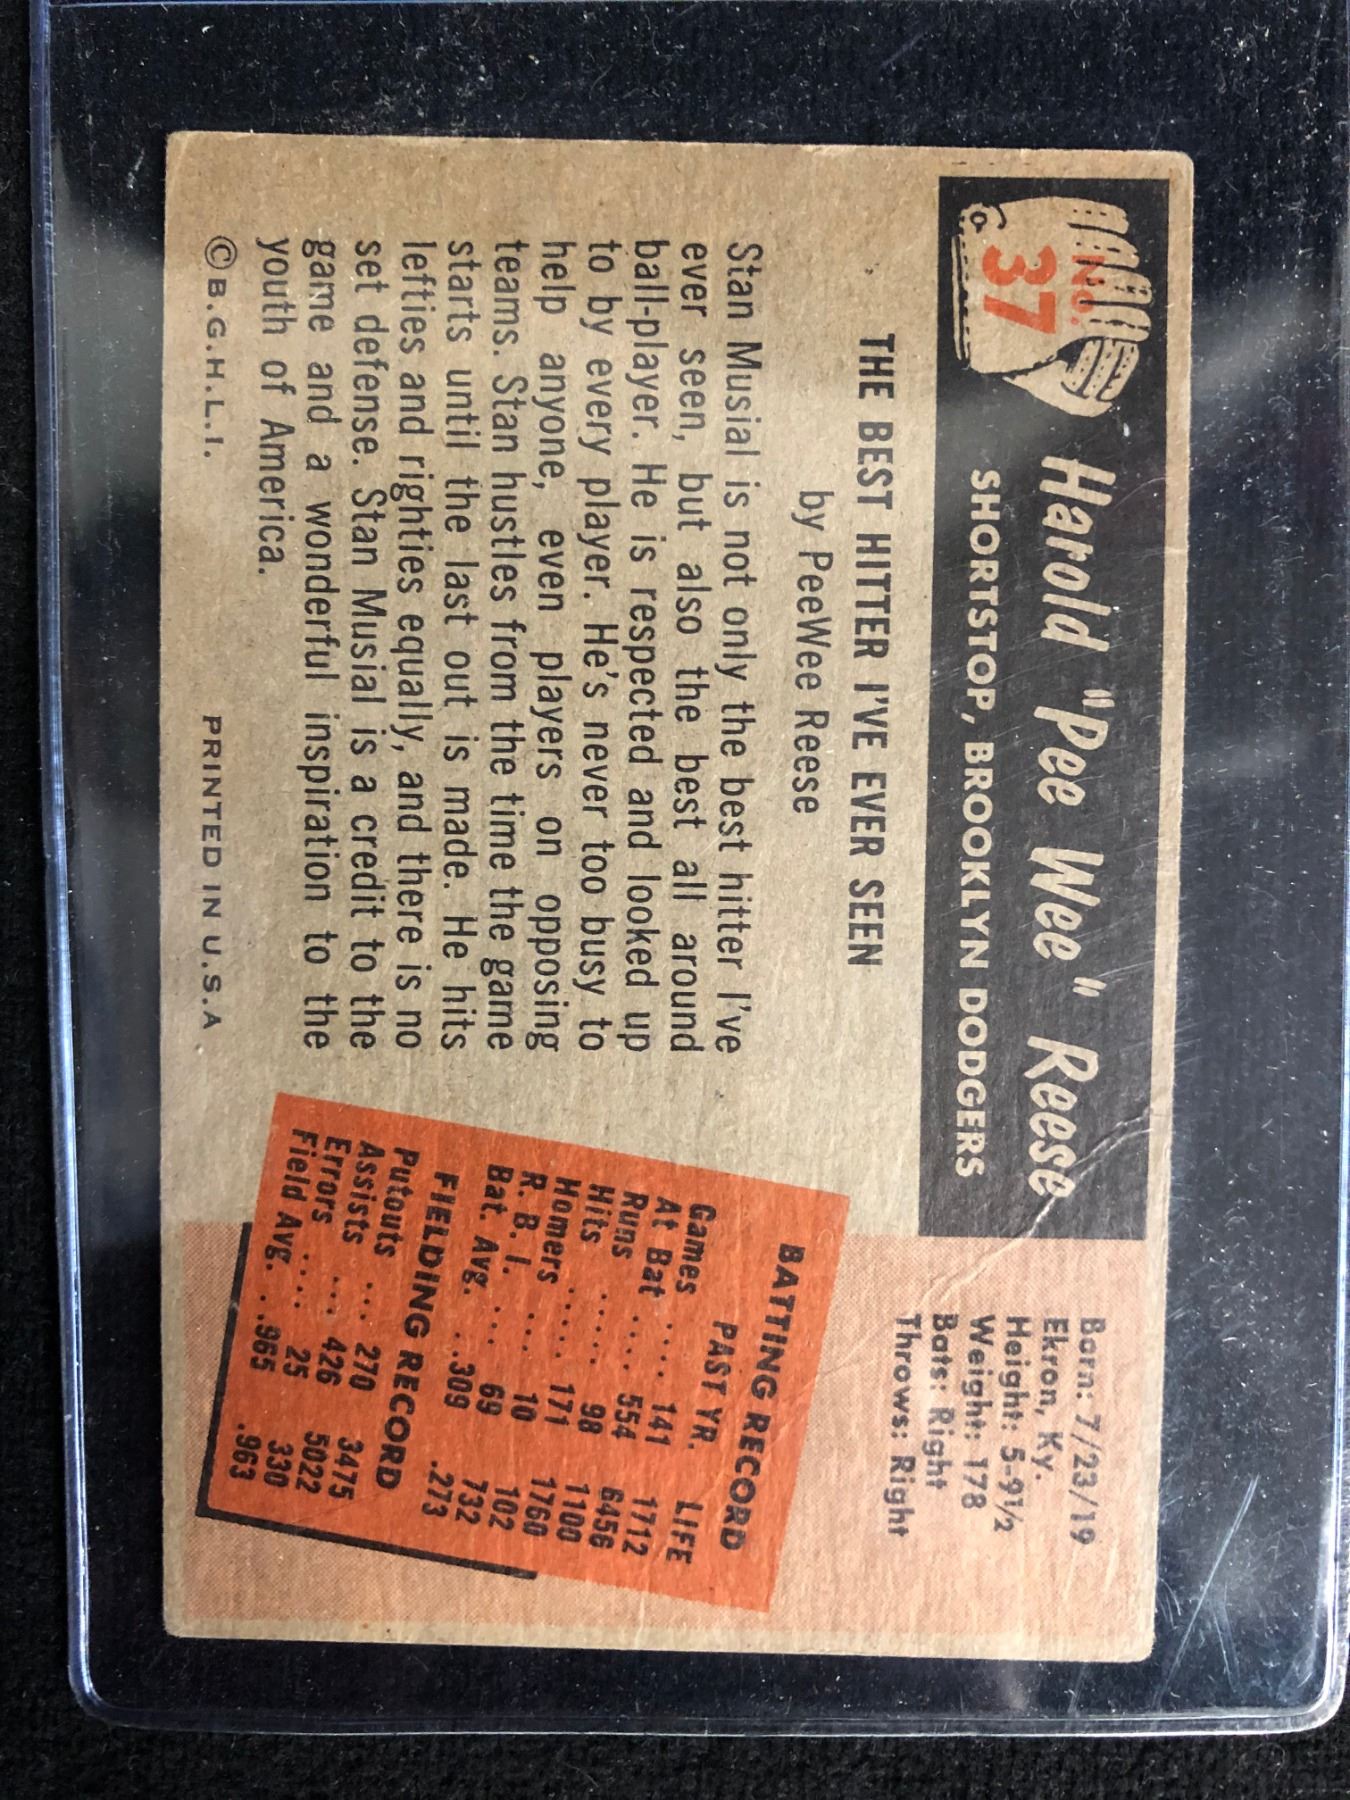 No.
37
Harold "Pee Wee" Reese
SHORTSTOP, BROOKLYN DODGERS
Born: 7/23/19
Ekron, Ky.
Height: 5-9½
Weight: 178
Bats: Right
Throws: Right
THE BEST HITTER I'VE EVER SEEN
by PeeWee Reese
Stan Musial is not only the best hitter I've
ever seen, but also the best all around
ball-player. He is respected and looked up
to by every player. He's never too busy to
help anyone, even players on opposing
teams. Stan hustles from the time the game
starts until the last out is made. He hits
lefties and righties equally, and there is no
set defense. Stan Musial is a credit to the
game and a wonderful inspiration to the
youth of America.
© B.G.H.L.I. PRINTED IN U.S.A
BATTING RECORD
PAST YR. LIFE
Games ..... 141 1712
At Bat .... 554 6456
Runs ..... 98 1100
Hits ..... 171 1760
Homers .... 10 102
R. B. I. .... 69 732
Bat. Avg. ..309 .273
FIELDING RECORD
Putouts ... 270 3475
Assists ... 426 5022
Errors .... 25 330
Field Avg. . .965 .963